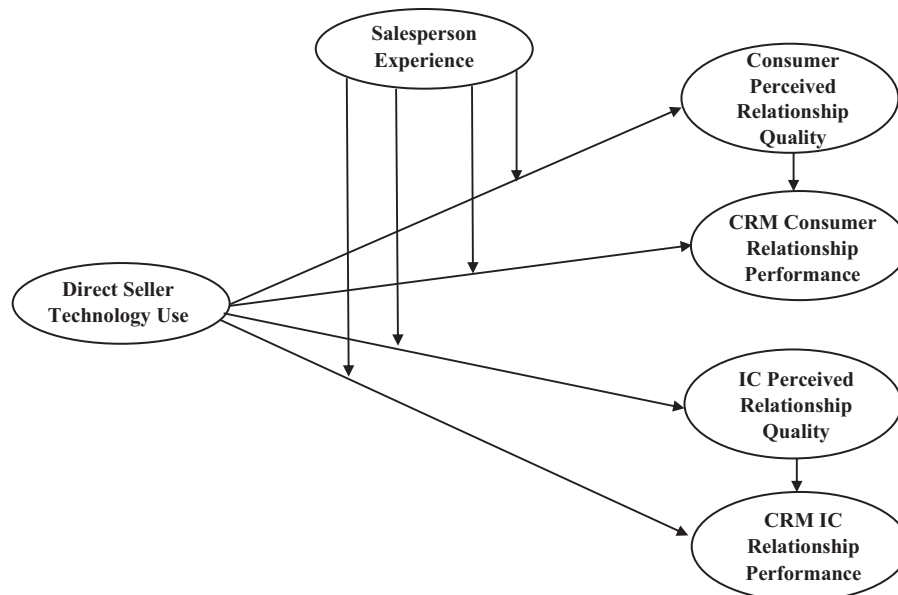 Salesperson
Experience
Consumer
Perceived
Relationship
Quality
CRM Consumer
Relationship
Performance
Direct Seller
Technology Use
IC Perceived
Relationship
Quality
CRM IC
Relationship
Performance